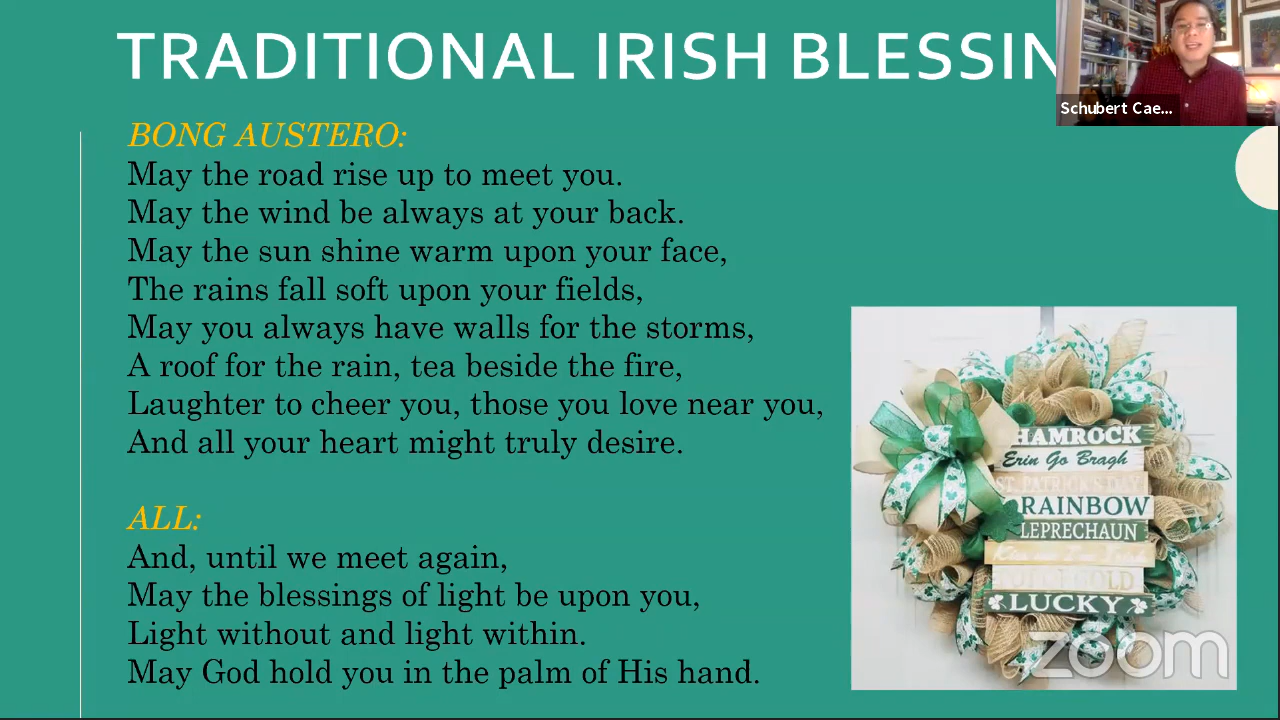 TRADITIONAL IRISH BLESSIN
Schubert Cae...
BONG AUSTERO:
May the road rise up to meet you.
May the wind be always at your back.
May the sun shine warm upon your face,
The rains fall soft upon your fields,
May you always have walls for the storms,
A roof for the rain, tea beside the fire,
Laughter to cheer you, those you love near you,
And all your heart might truly desire.
ALL:
And, until we meet again,
May the blessings of light be upon you,
Light without and light within.
May God hold you in the palm of His hand.
HAMROCK
Erin Go Bragh
ST. PATRICK'S DAY
RAINBOW
LEPRECHAUN
GOLD
LUCKY
zoom